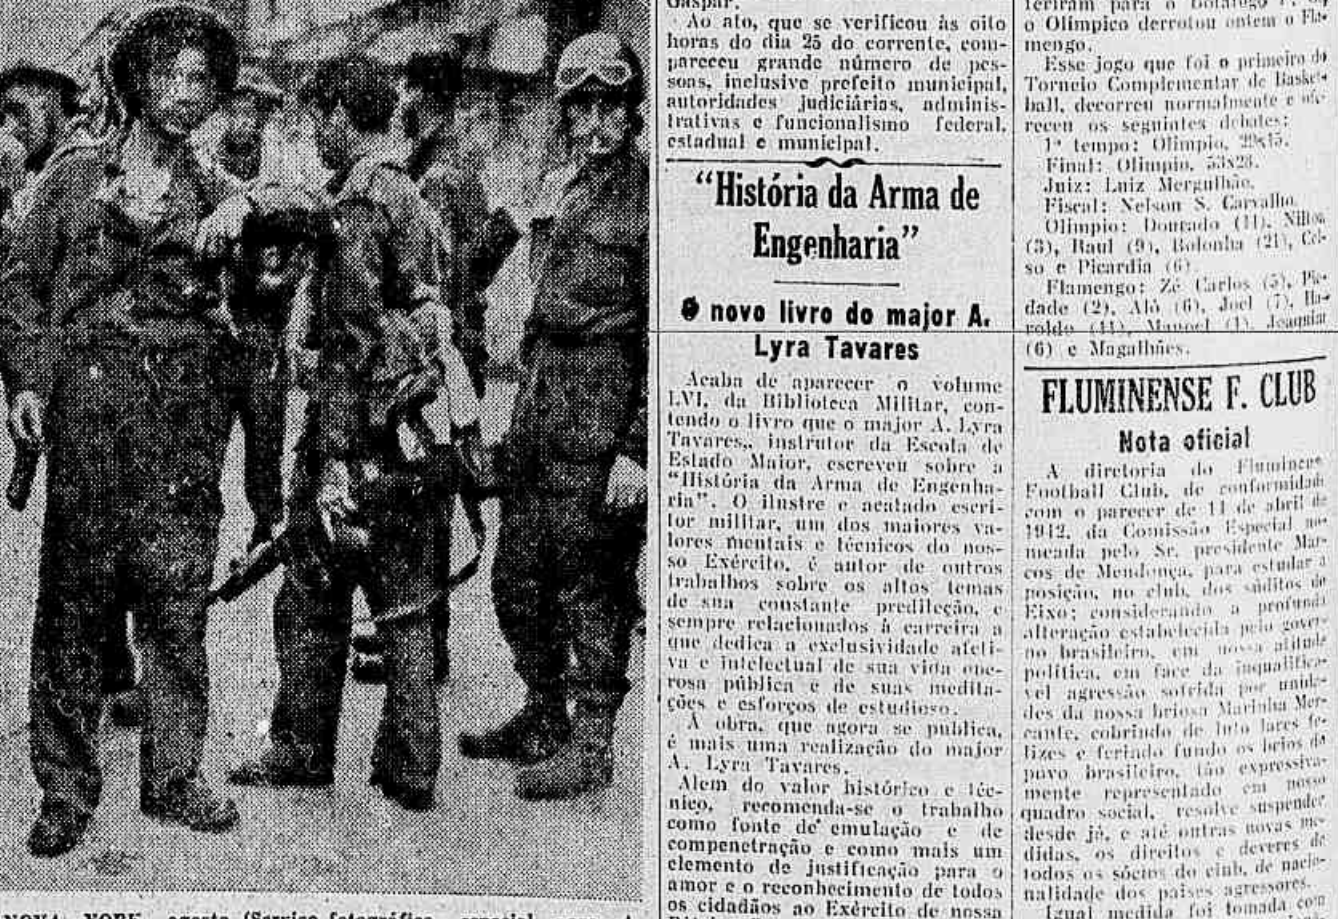 Gaspar.
Ao ato, que se verificou às oito
horas do dia 25 do corrente, com-
pareceu grande número de pes-
soas, inclusive prefeito municipal,
autoridades judiciárias, adminis-
trativas e funcionalismo federal,
estadual e municipal.
"História da Arma de
Engenharia"
O novo livro do major A.
Lyra Tavares
Acaba de aparecer o volume
LVI, da Biblioteca Militar, con-
tendo o livro que o major A. Lyra
Tavares,, instrutor da Escola de
Estado Maior, escreveu sobre a
"História da Arma de Engenha-
ria". O ilustre e acatado escri-
tor militar, um dos maiores va-
lores mentais e técnicos do nos-
so Exército, é autor de outros
trabalhos sobre os altos temas
de sua constante predileção, e
sempre relacionados à carreira a
que dedica a exclusividade afeti-
va e intelectual de sua vida one-
rosa pública e de suas medita-
ções e esforços de estudioso.
A obra, que agora se publica,
é mais uma realização do major
A. Lyra Tavares.
Alem do valor histórico e téc-
nico, recomenda-se o trabalho
como fonte de emulação e de
compenetração e como mais um
elemento de justificação para o
amor e o reconhecimento de todos
os cidadãos ao Exército de nossa
feriram para o Botafogo
o Olímpico derrotou ontem o Fla-
mengo.
Esse jogo que foi o primeiro do
Torneio Complementar de Basket-
ball, decorreu normalmente e ofe-
receu os seguintes debates:
1º tempo: Olimpio, 29x15.
Final: Olimpio, 53x28.
Juiz: Luiz Mergulhão.
Fiscal: Nelson S. Carvalho.
Olimpio: Dourado (11), Nilton
(3), Raul (9), Bolonha (21), Cel-
so e Picardia (6).
Flamengo: Zé Carlos (5), Pie-
dade (2), Aló (6), Joel (7), Ha-
roldo (11), Manoel (1), Joaquim
(6) e Magalhães.
FLUMINENSE F. CLUB
Nota oficial
A diretoria do Fluminense
Football Club, de conformidade
com o parecer de 11 de abril de
1942, da Comissão Especial no-
meada pelo Sr. presidente Mar-
cos de Mendonça, para estudar a
posição, no club, dos súditos do
Eixo; considerando a profunda
alteração estabelecida pelo gover-
no brasileiro, em nossa atitude
política, em face da inqualificá-
vel agressão sofrida por unida-
des da nossa briosa Marinha Mer-
cante, cobrindo de luto lares fe-
lizes e ferindo fundo os brios do
povo brasileiro, tão expressiva-
mente representado em nosso
quadro social, resolve suspender
desde já, e até outras novas me-
didas, os direitos e deveres de
todos os sócios do club, de nacio-
nalidade dos países agressores.
Igual medida foi tomada com
NOVA YORK, agosto (Serviço fotográfico especial